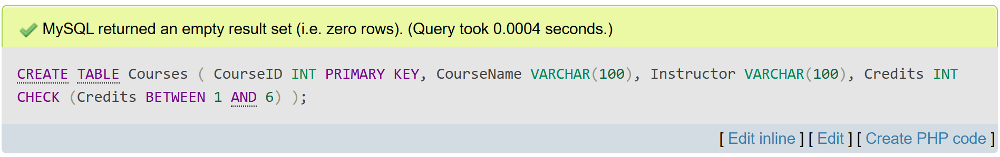 MySQL returned an empty result set (i.e. zero rows). (Query took 0.0004 seconds.)
CREATE TABLE Courses ( CourseID INT PRIMARY KEY, CourseName VARCHAR(100), Instructor VARCHAR(100), Credits INT
CHECK (Credits BETWEEN 1 AND 6) );
[ Edit inline ] [ Edit ] [ Create PHP code ]